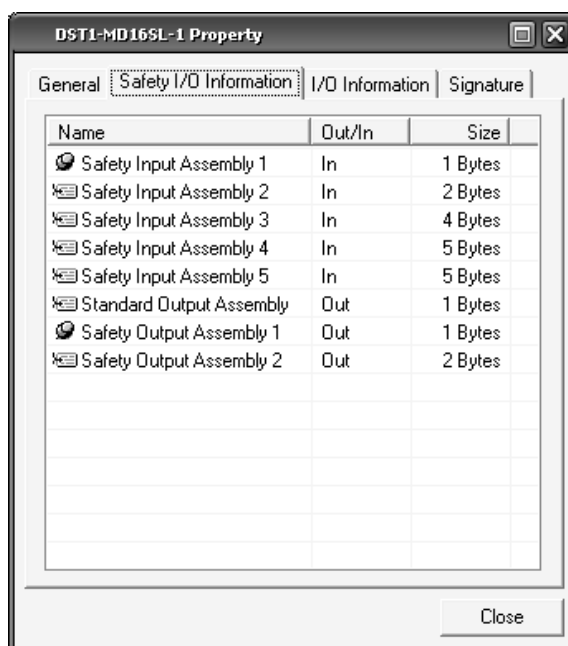 DST1-MD16SL-1 Property
General Safety I/O Information I/O Information Signature
Name Out/In Size
Safety Input Assembly 1 In 1 Bytes
Safety Input Assembly 2 In 2 Bytes
Safety Input Assembly 3 In 4 Bytes
Safety Input Assembly 4 In 5 Bytes
Safety Input Assembly 5 In 5 Bytes
Standard Output Assembly Out 1 Bytes
Safety Output Assembly 1 Out 1 Bytes
Safety Output Assembly 2 Out 2 Bytes
Close